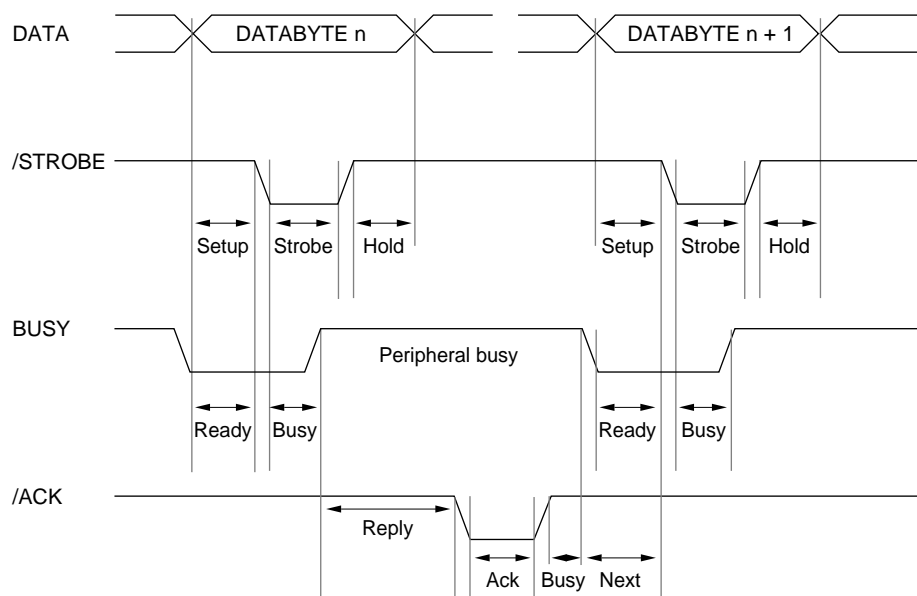 DATA DATABYTE n DATABYTE n + 1
/STROBE
Setup Strobe Hold Setup Strobe Hold
BUSY
Peripheral busy
Ready Busy Ready Busy
/ACK
Reply
Ack Busy Next